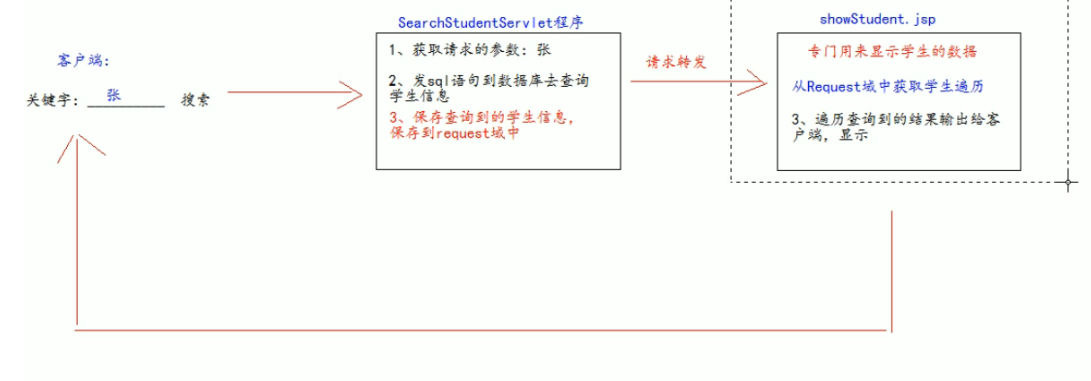 SearchStudentServlet程序
showStudent.jsp
客户端：
关键字：张 搜索
1、获取请求的参数：张
2、发sql语句到数据库去查询
学生信息
3、保存查询到的学生信息，
保存到request域中
请求转发
专门用来显示学生的数据
从Request域中获取学生遍历
3、遍历查询到的结果输出给客
户端，显示